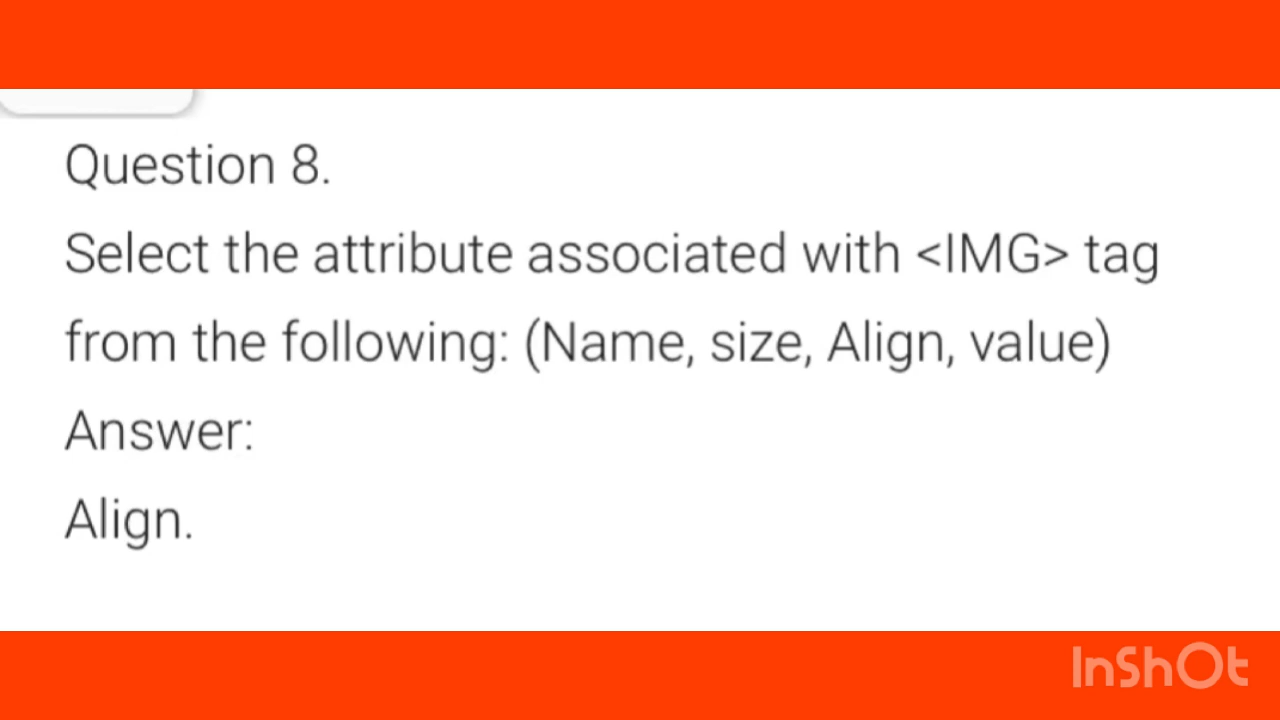 Question 8.
Select the attribute associated with <IMG> tag
from the following: (Name, size, Align, value)
Answer:
Align.
InShOt